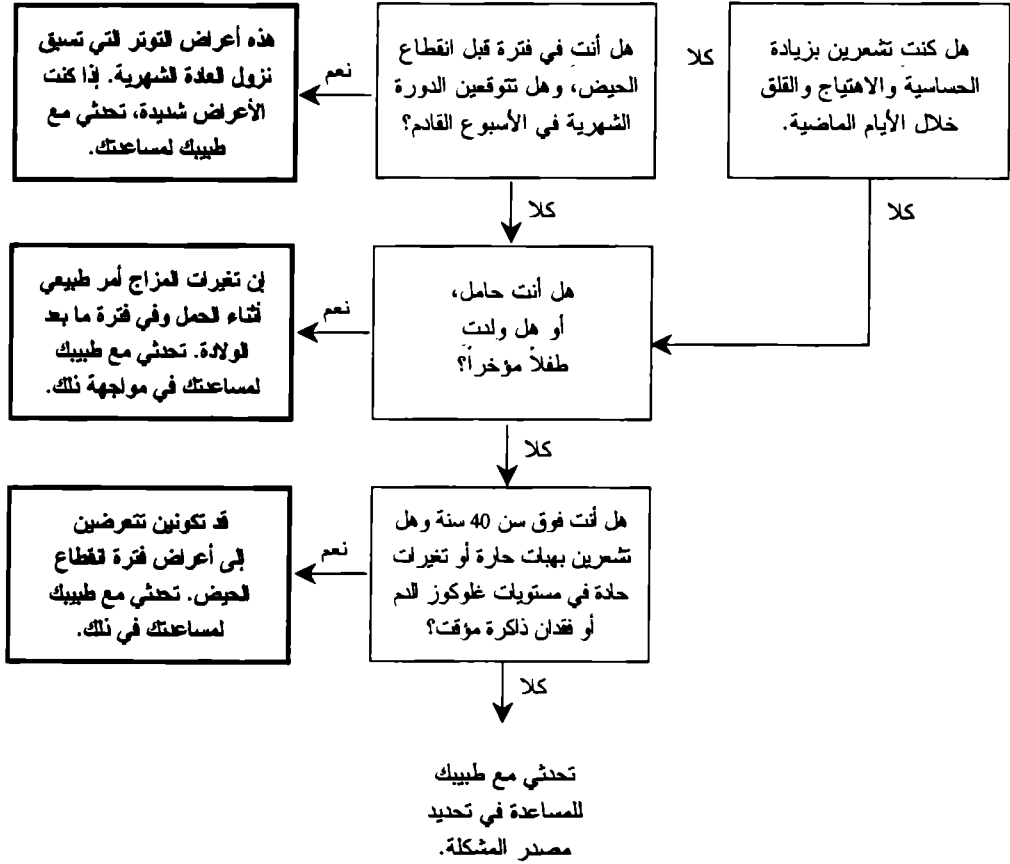 هل كنتِ تشعرين بزيادة
الحساسية والاهتياج والقلق
خلال الأيام الماضية.
كلا
كلا
هل أنتِ في فترة قبل انقطاع
الحيض، وهل تتوقعين الدورة
الشهرية في الأسبوع القادم؟
نعم
هذه أعراض التوتر التي تسبق
نزول العادة الشهرية. إذا كنت
الأعراض شديدة، تحدثي مع
طبيبك لمساعدتك.
كلا
هل أنت حامل،
أو هل ولدتِ
طفلاً مؤخراً؟
نعم
إن تغيرات المزاج أمر طبيعي
أثناء الحمل وفي فترة ما بعد
الولادة. تحدثي مع طبيبك
لمساعدتك في مواجهة ذلك.
كلا
هل أنت فوق سن 40 سنة وهل
تشعرين بهبات حارة أو تغيرات
حادة في مستويات غلوكوز الدم
أو فقدان ذاكرة مؤقت؟
نعم
قد تكونين تتعرضين
إلى أعراض فترة انقطاع
الحيض. تحدثي مع طبيبك
لمساعدتك في ذلك.
كلا
تحدثي مع طبيبك
للمساعدة في تحديد
مصدر المشكلة.